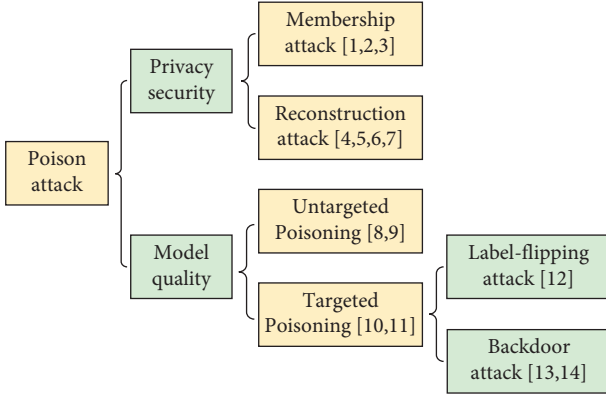 Poison
attack
Privacy
security
Membership
attack [1,2,3]
Reconstruction
attack [4,5,6,7]
Model
quality
Untargeted
Poisoning [8,9]
Targeted
Poisoning [10,11]
Label-flipping
attack [12]
Backdoor
attack [13,14]